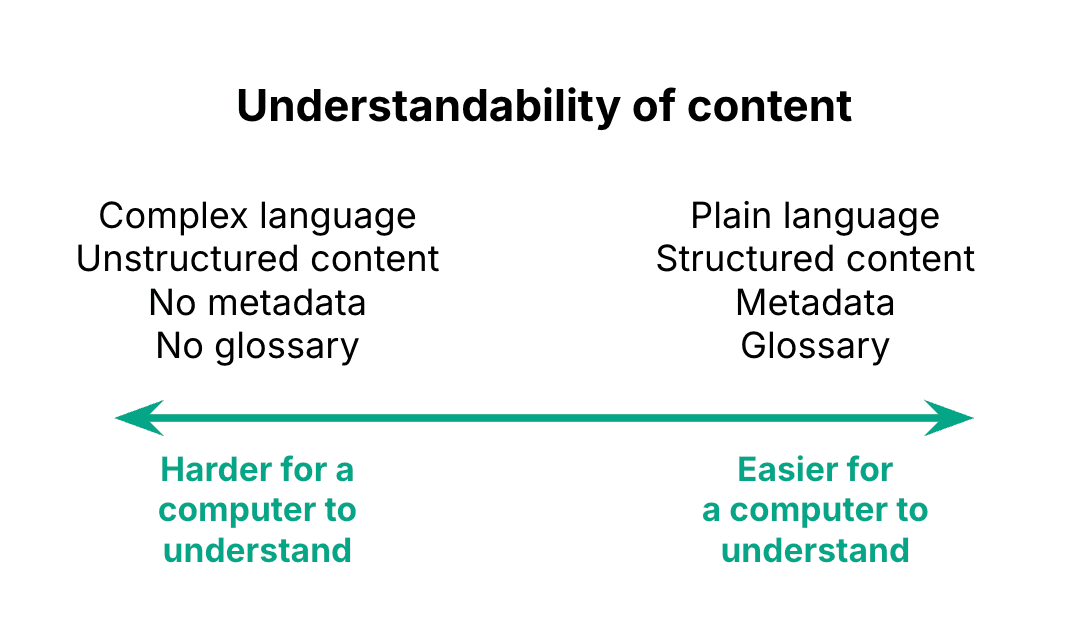 Understandability of content
Complex language
Unstructured content
No metadata
No glossary
Plain language
Structured content
Metadata
Glossary
Harder for a
computer to
understand
Easier for
a computer to
understand